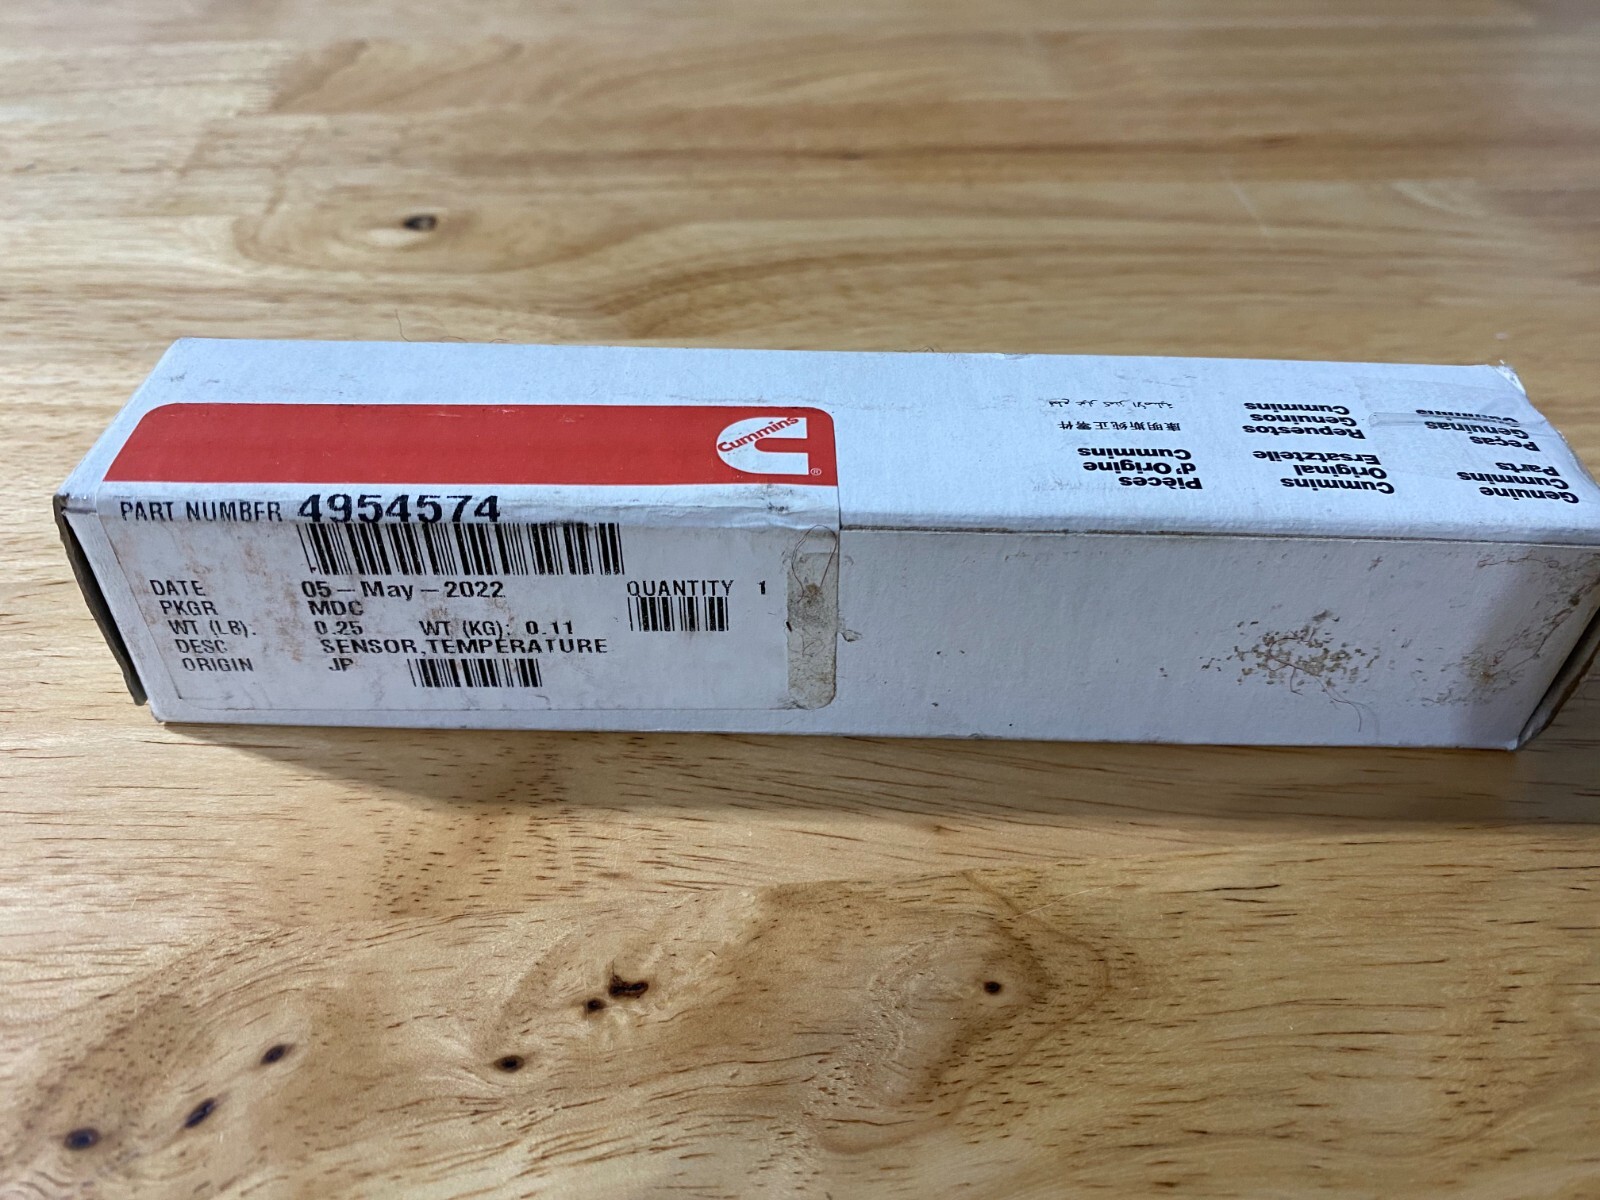 Cummins
®
PART NUMBER 4954574
DATE 05-May-2022 QUANTITY 1
PKGR MDC
WT (LB): 0.25 WT (KG): 0.11
DESC SENSOR,TEMPERATURE
ORIGIN JP
Genuine
Cummins
Parts
Peças
Genuinas
Cummins
Cummins
Original
Ersatzteile
Repuestos
Genuinos
Cummins
Pièces
d'Origine
Cummins
康明斯纯正零件